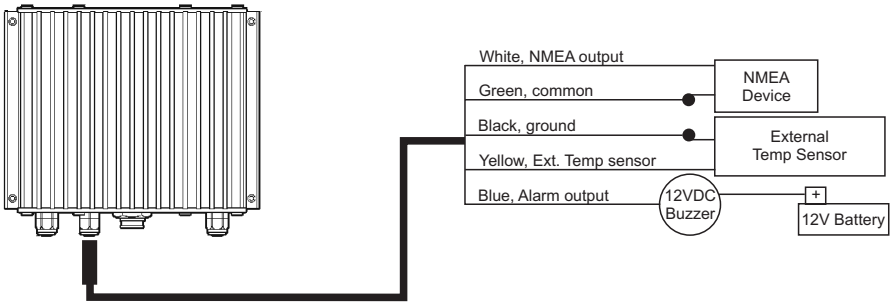 White, NMEA output
NMEA
Device
Green, common
Black, ground
External
Temp Sensor
Yellow, Ext. Temp sensor
Blue, Alarm output
12VDC
Buzzer
+
12V Battery